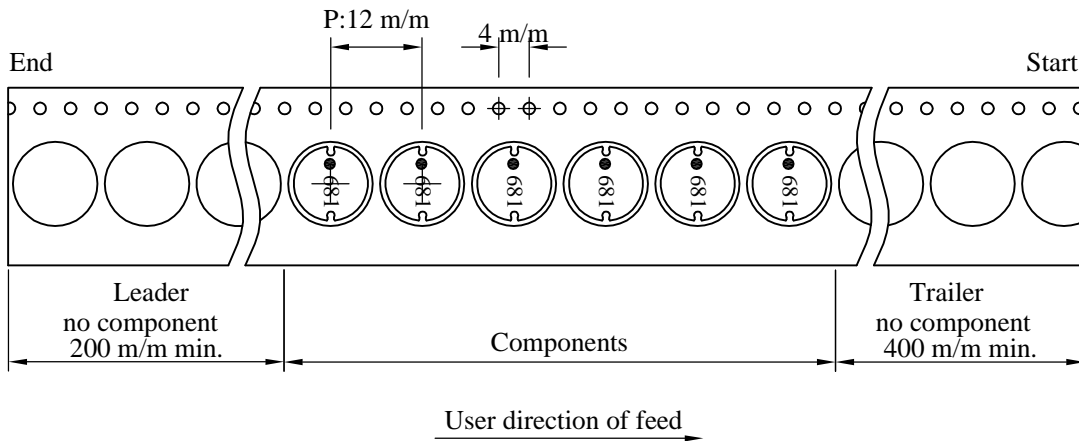 P:12 m/m
4 m/m
End
Start
681
681
681
681
681
681
Leader
no component
200 m/m min.
Components
Trailer
no component
400 m/m min.
User direction of feed